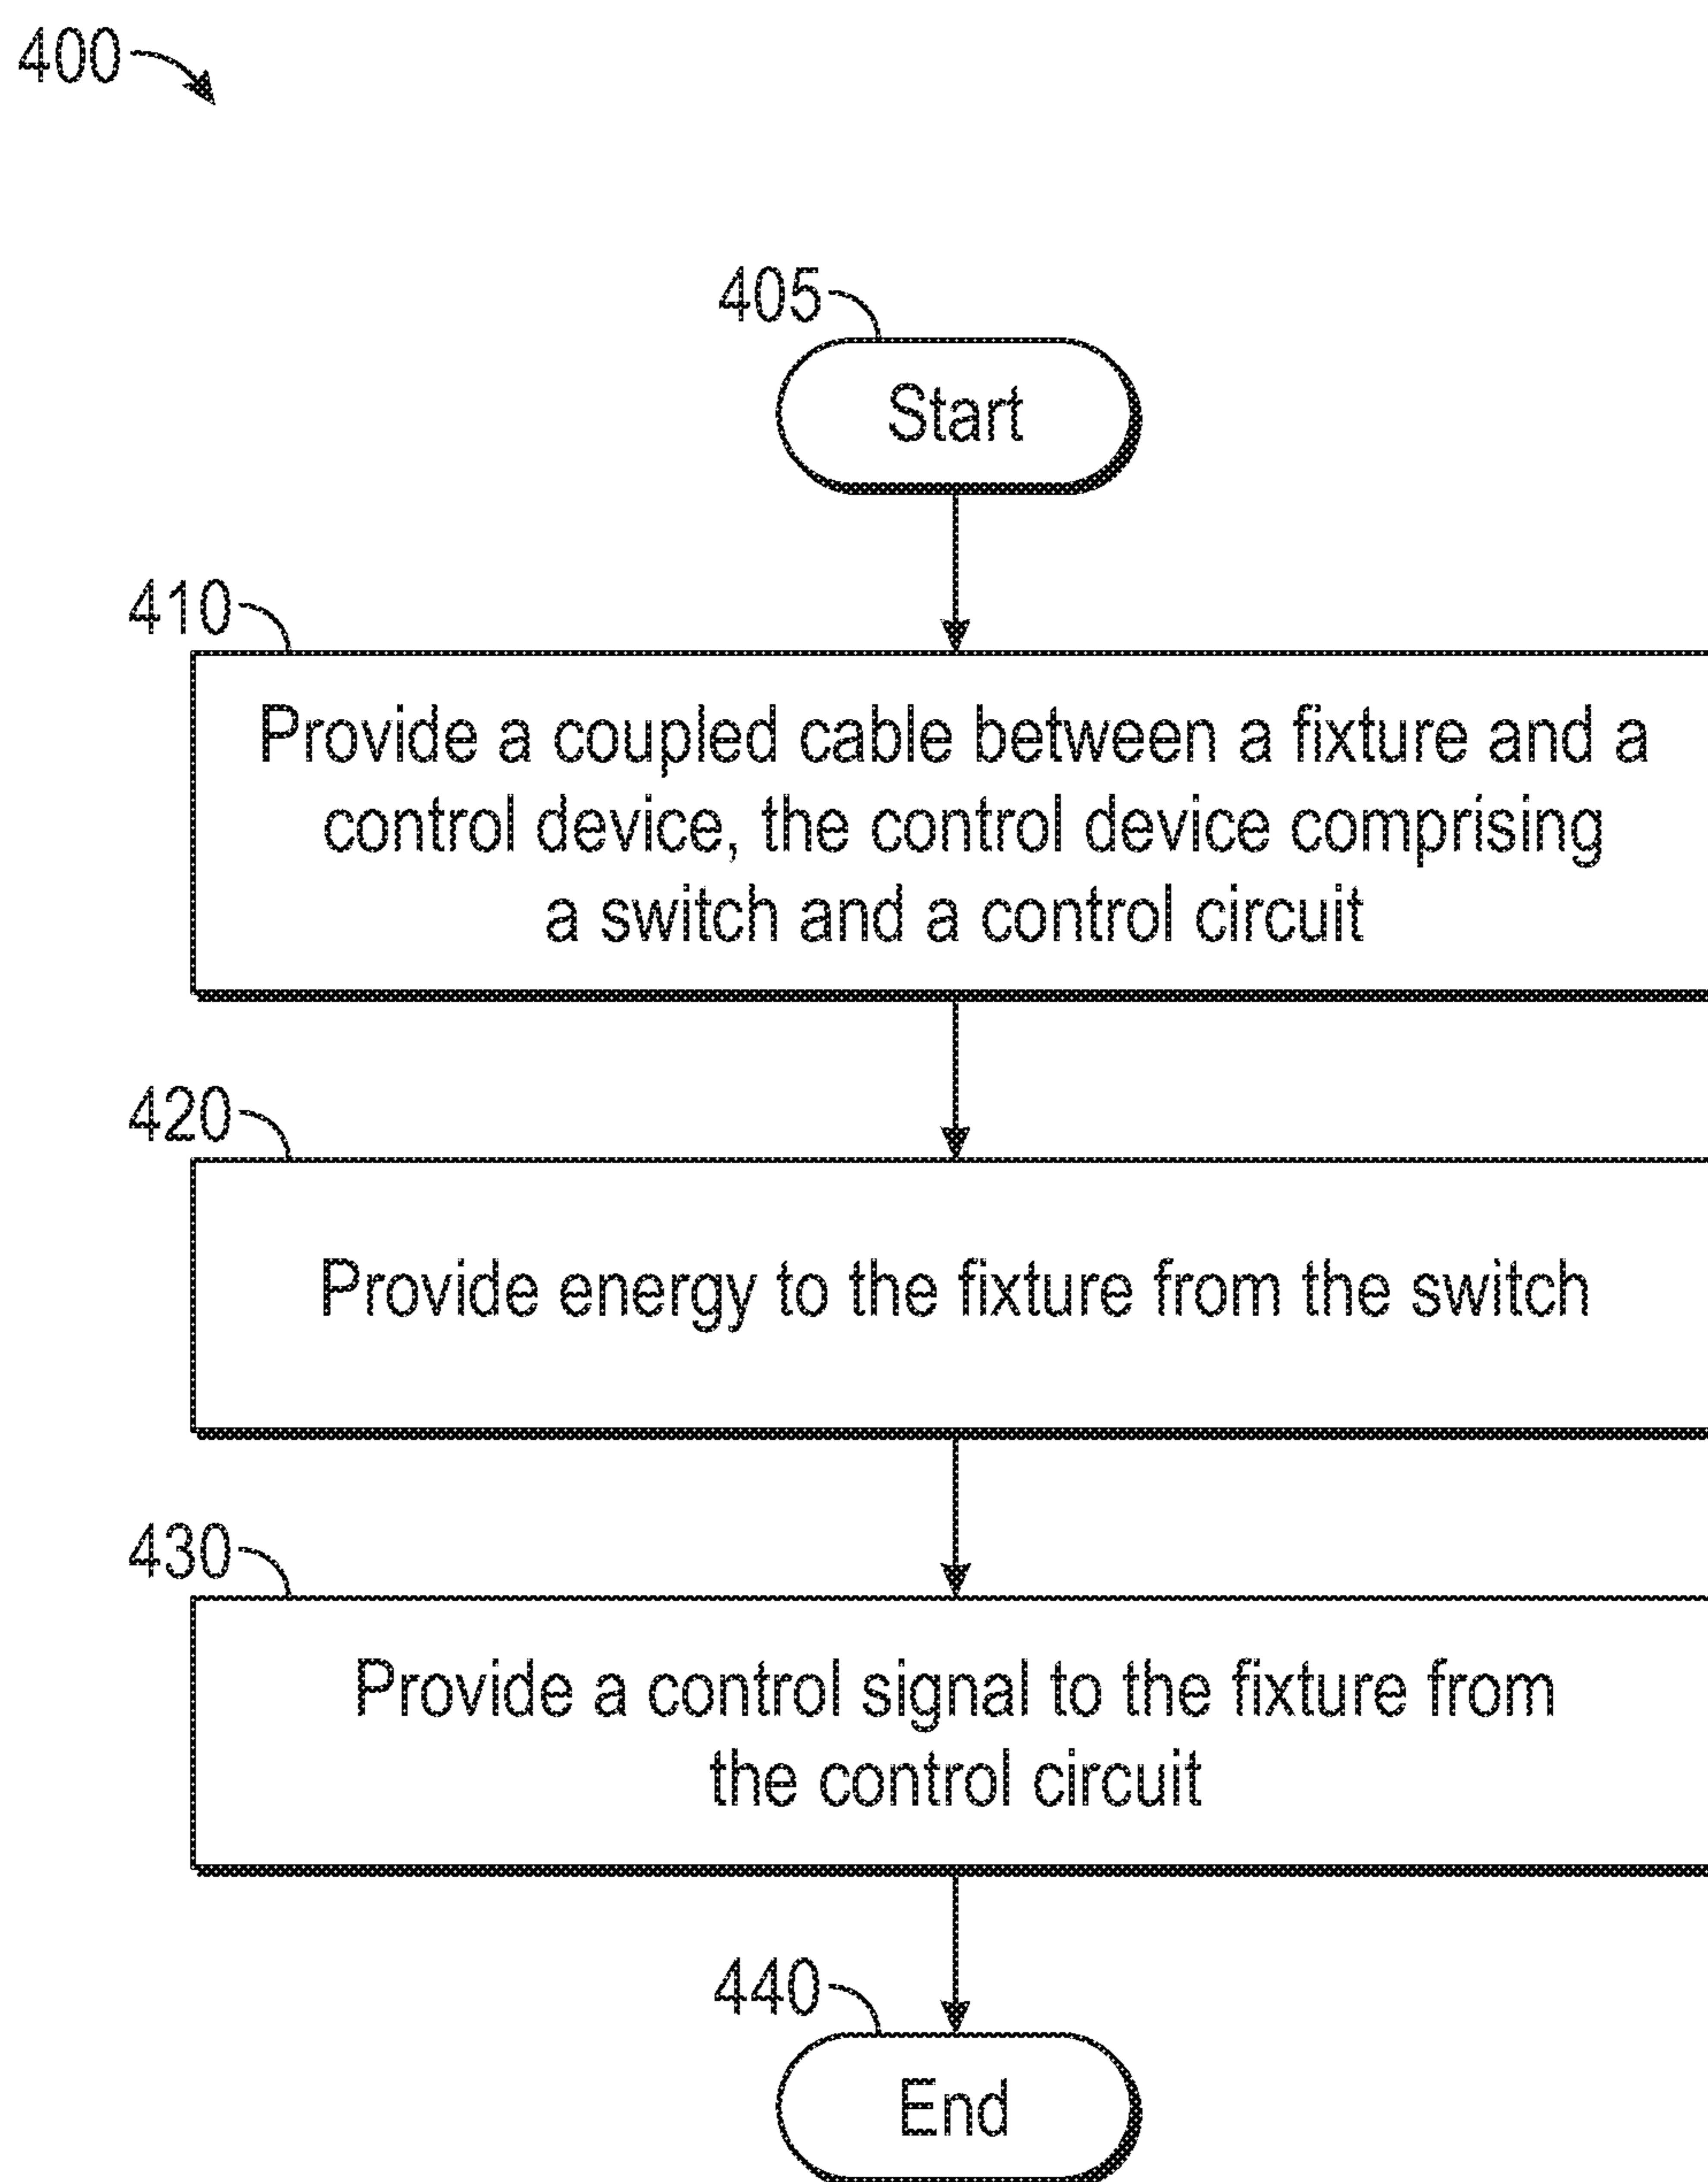 400
405
Start
410
Provide a coupled cable between a fixture and a
control device, the control device comprising
a switch and a control circuit
420
Provide energy to the fixture from the switch
430
Provide a control signal to the fixture from
the control circuit
440
End